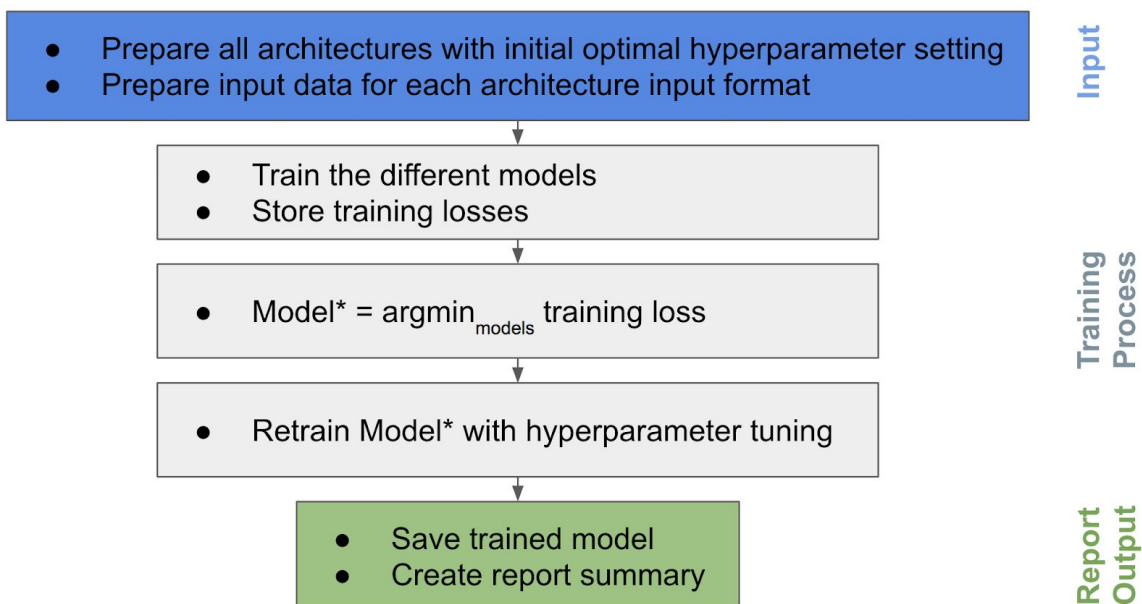 ● Prepare all architectures with initial optimal hyperparameter setting
● Prepare input data for each architecture input format
Input
● Train the different models
● Store training losses
● Model* = argmin_models training loss
● Retrain Model* with hyperparameter tuning
Training
Process
● Save trained model
● Create report summary
Report
Output